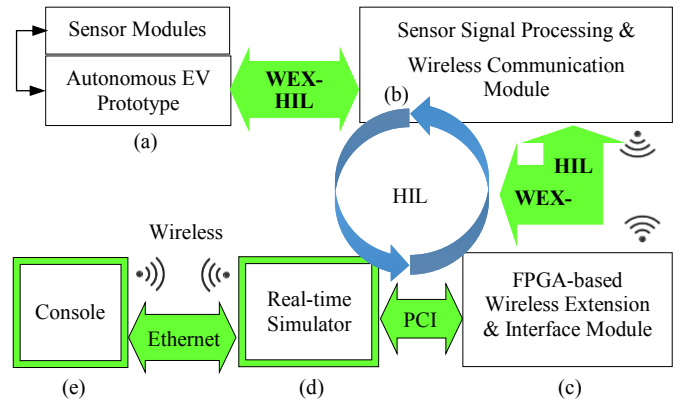 Sensor Modules
Autonomous EV
Prototype
(a)
WEX-
HIL
Sensor Signal Processing &
Wireless Communication
Module
(b)
HIL
HIL
WEX-
Wireless
Console
Ethernet
(e)
Real-time
Simulator
(d)
PCI
FPGA-based
Wireless Extension
& Interface Module
(c)